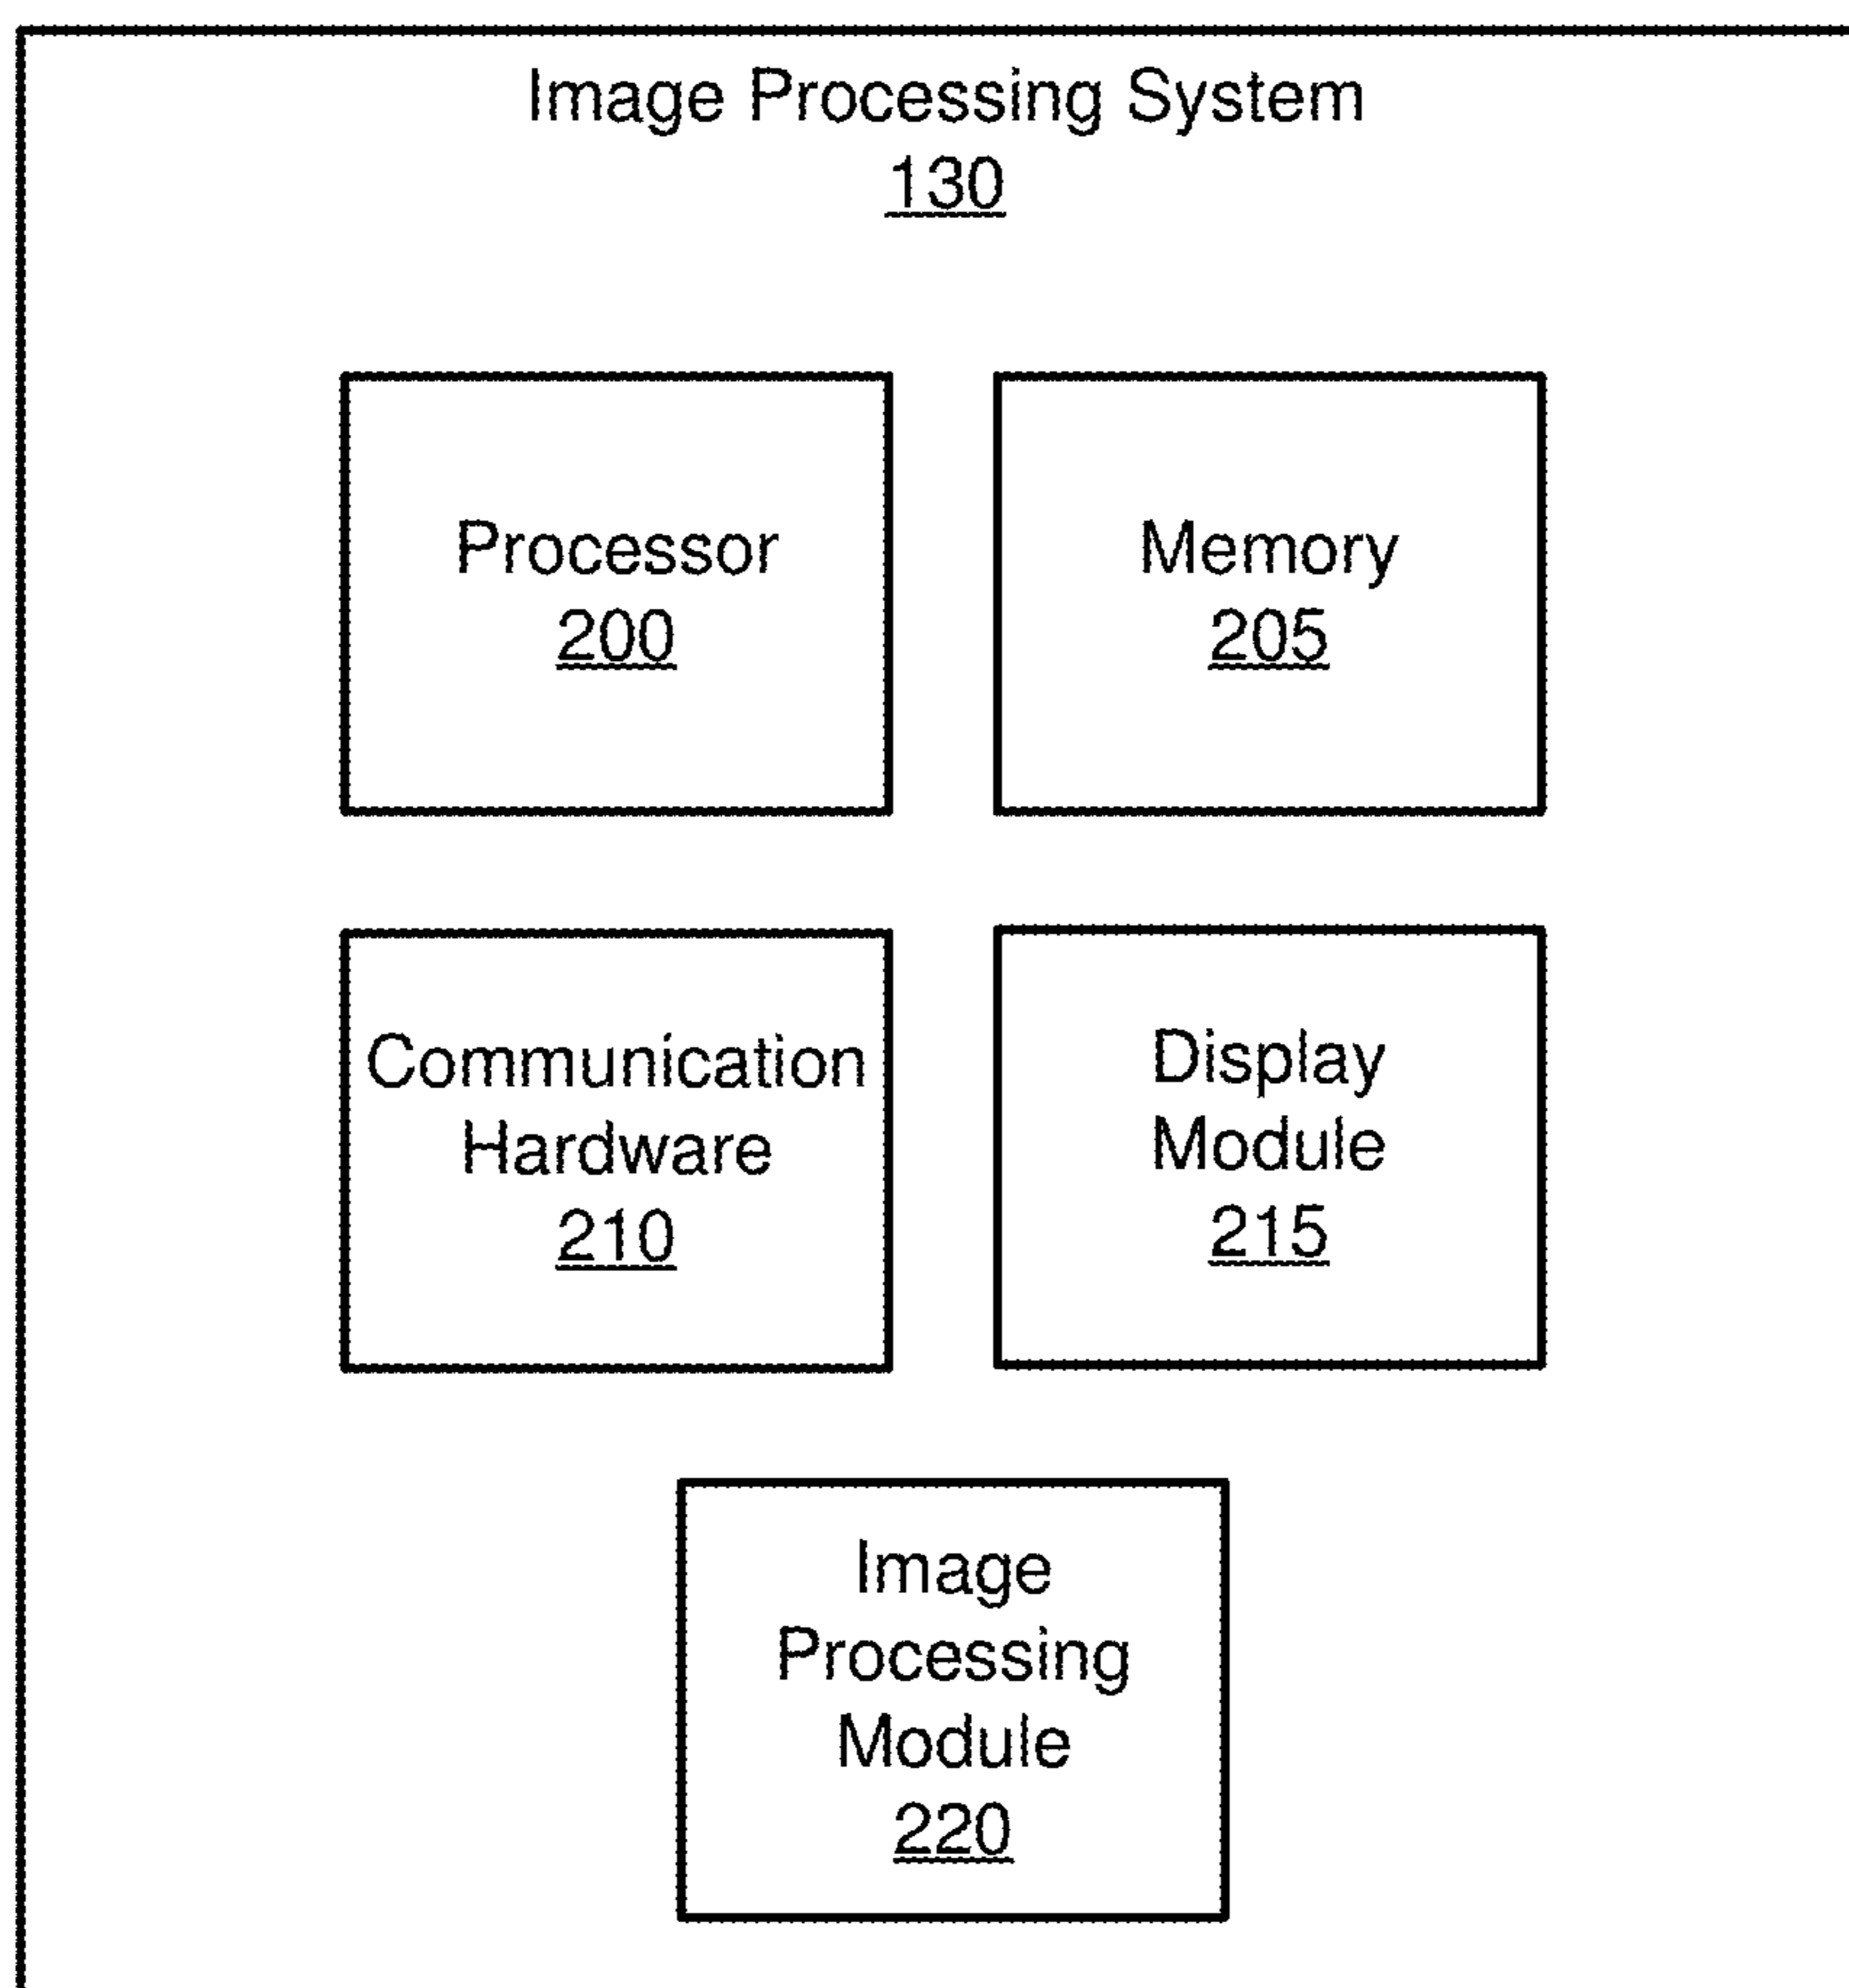 Image Processing System
130
Processor
200
Memory
205
Communication
Hardware
210
Display
Module
215
Image
Processing
Module
220